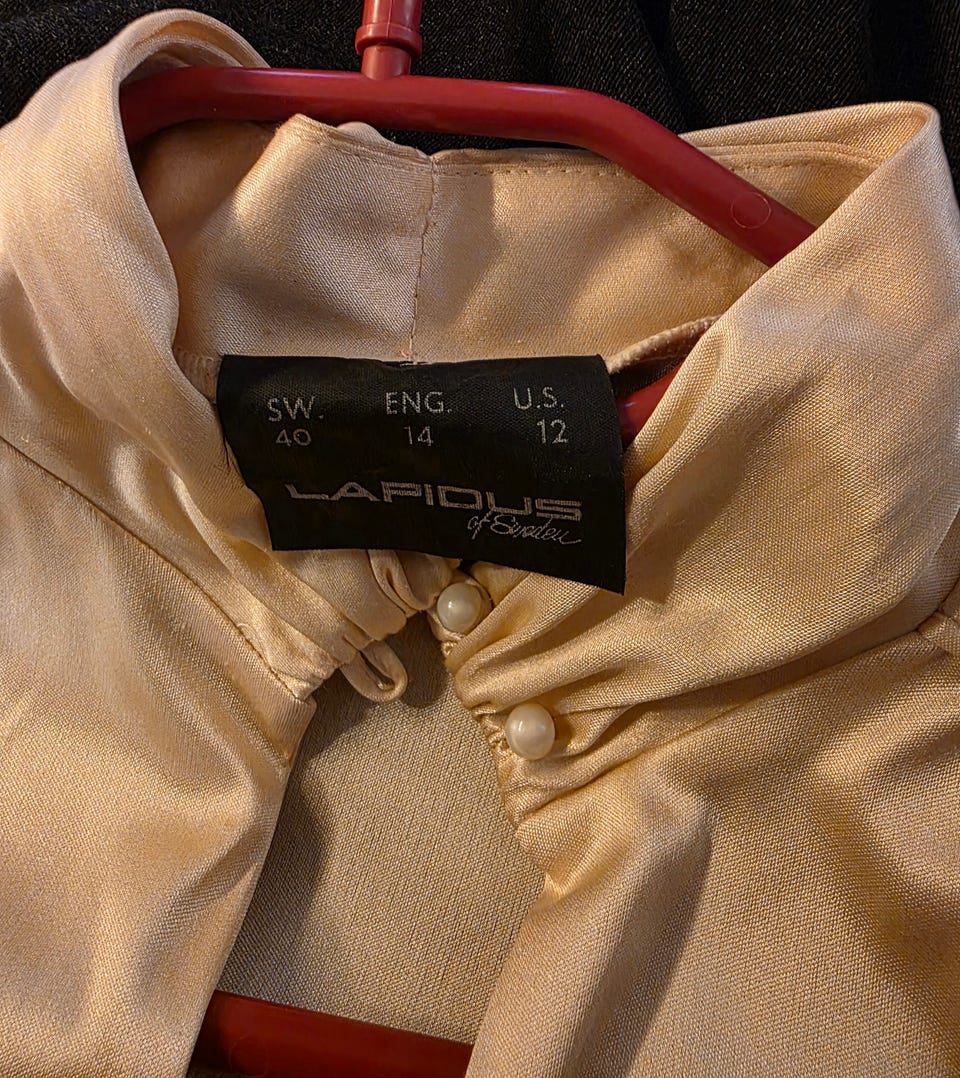 SW. ENG. U.S.
40 14 12
LAPIDUS
of Sweden